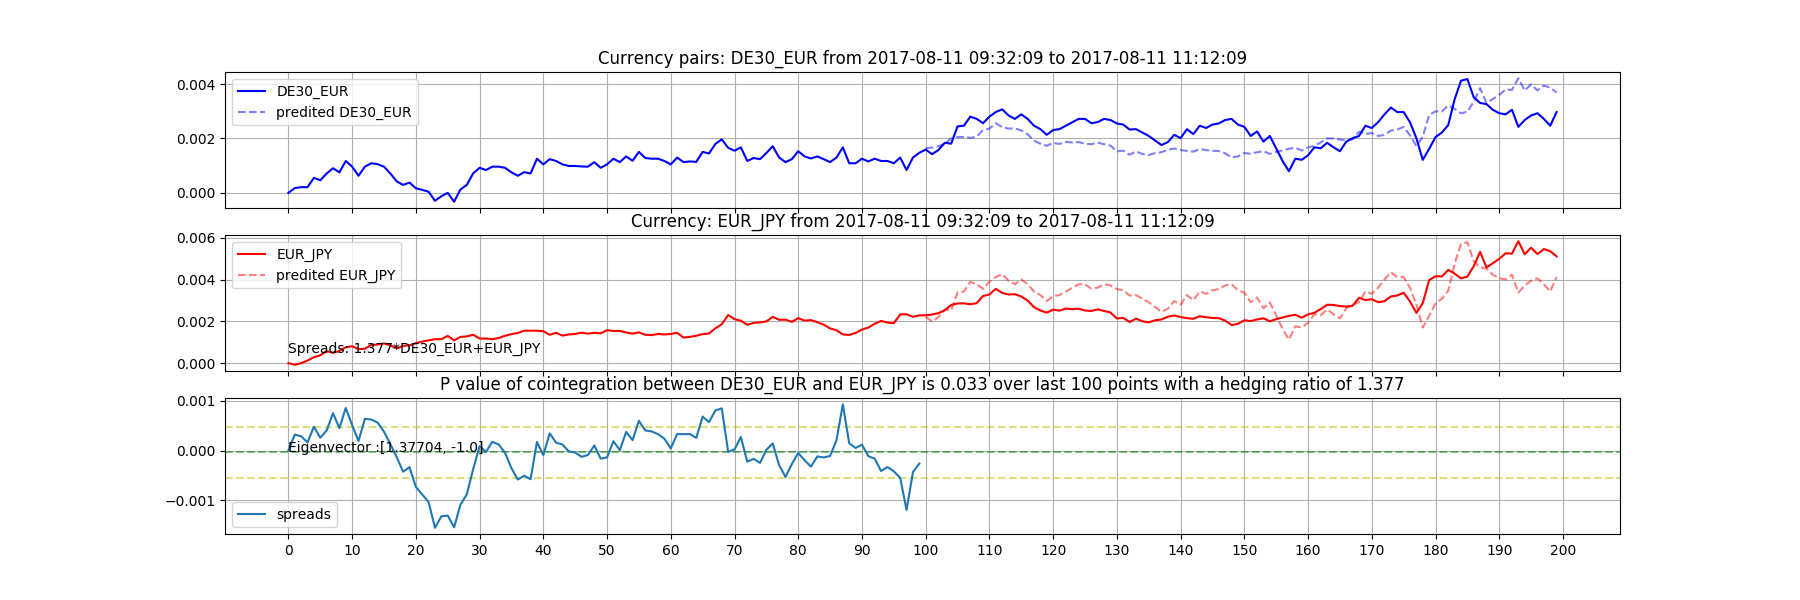 Currency pairs: DE30_EUR from 2017-08-11 09:32:09 to 2017-08-11 11:12:09
0.004
0.002
0.000
DE30_EUR
predited DE30_EUR
Currency: EUR_JPY from 2017-08-11 09:32:09 to 2017-08-11 11:12:09
0.006
0.004
0.002
0.000
EUR_JPY
predited EUR_JPY
Spreads: 1.377*DE30_EUR+EUR_JPY
P value of cointegration between DE30_EUR and EUR_JPY is 0.033 over last 100 points with a hedging ratio of 1.377
0.001
0.000
−0.001
Eigenvector :[1.37704, -1.0]
spreads
0 10 20 30 40 50 60 70 80 90 100 110 120 130 140 150 160 170 180 190 200